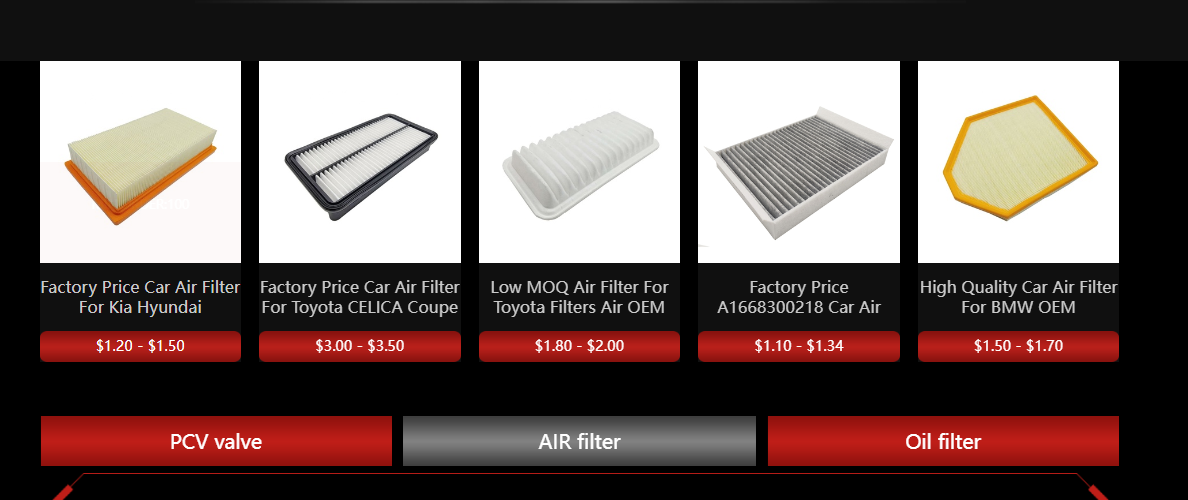 Factory Price Car Air Filter
For Kia Hyundai
$1.20 - $1.50
Factory Price Car Air Filter
For Toyota CELICA Coupe
$3.00 - $3.50
Low MOQ Air Filter For
Toyota Filters Air OEM
$1.80 - $2.00
Factory Price
A1668300218 Car Air
$1.10 - $1.34
High Quality Car Air Filter
For BMW OEM
$1.50 - $1.70
PCV valve
AIR filter
Oil filter